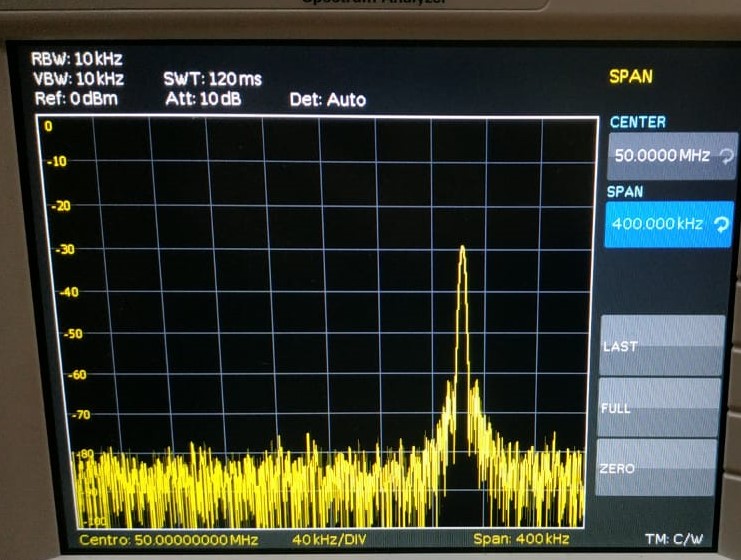 Spectrum Analyzer
RBW: 10 kHz
VBW: 10 kHz SWT: 120 ms
Ref: 0 dBm Att: 10 dB Det: Auto
SPAN
CENTER
50.0000 MHz
SPAN
400.000 kHz
LAST
FULL
ZERO
0
-10
-20
-30
-40
-50
-60
-70
-80
-90
-100
Centro: 50.00000000 MHz 40 kHz/DIV Span: 400 kHz TM: C/W